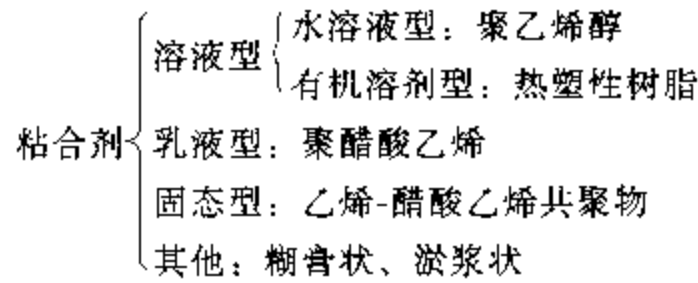 水溶液型：聚乙烯醇
溶液型
有机溶剂型：热塑性树脂
粘合剂
乳液型：聚醋酸乙烯
固态型：乙烯-醋酸乙烯共聚物
其他：糊膏状、淤浆状